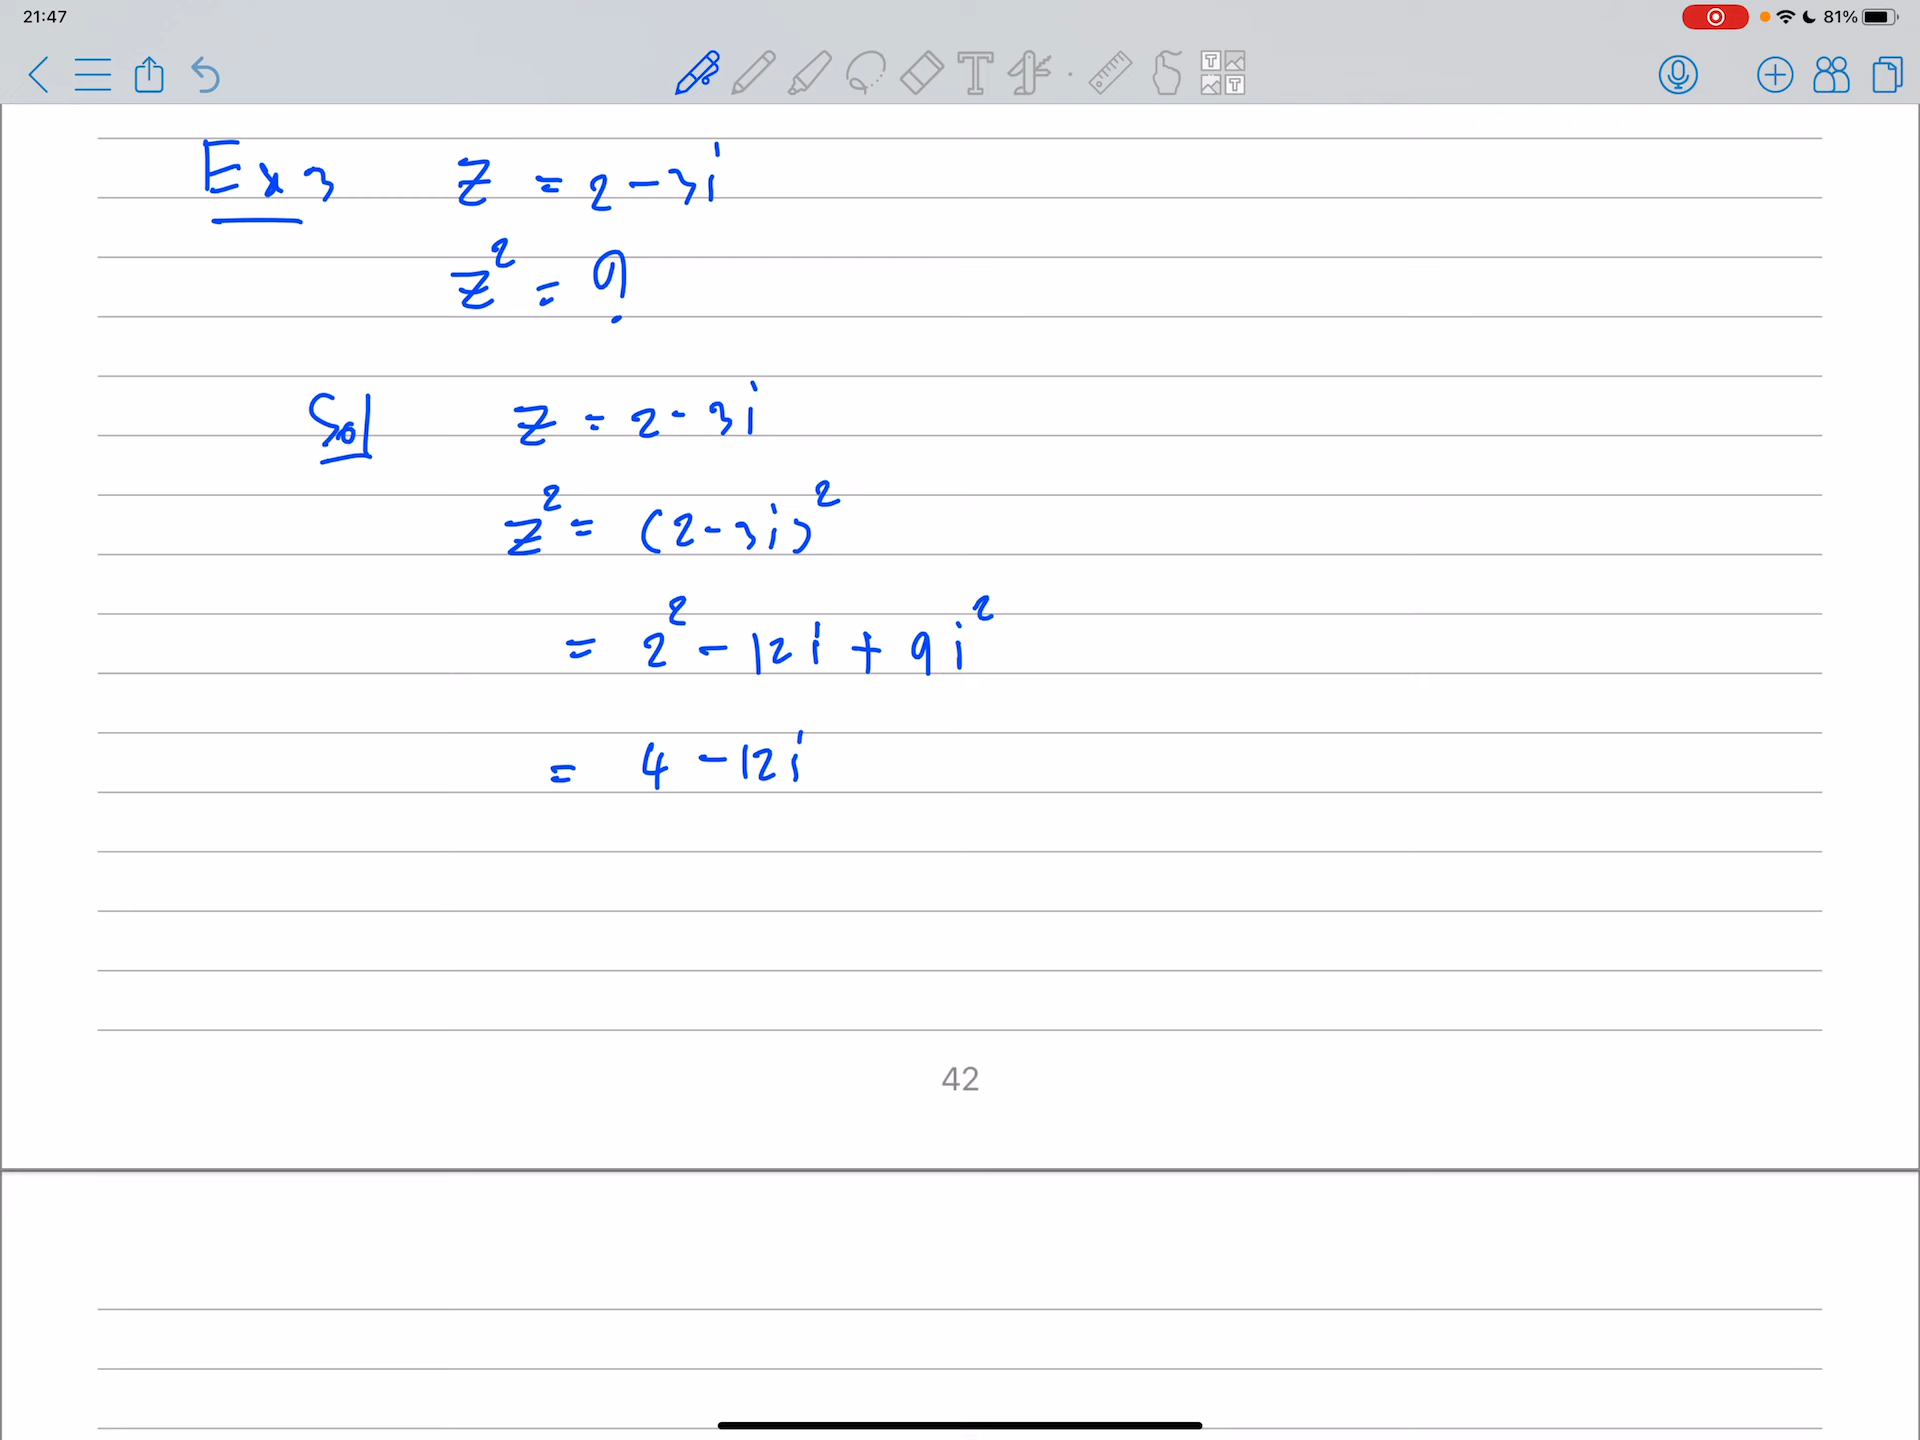 21:47
81%
Ex 3 z = 2 - 3i
z² = ?
Sol z = 2 - 3i
z² = (2 - 3i)²
= 2² - 12i + 9i²
= 4 - 12i
42